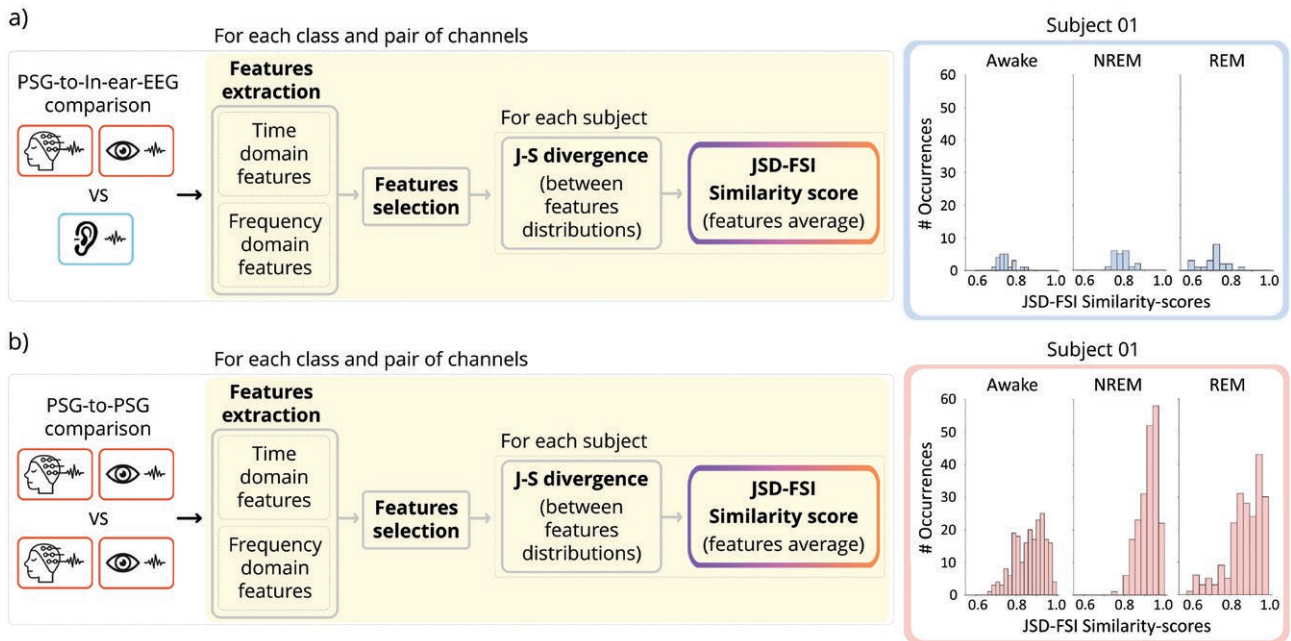 a)
For each class and pair of channels
PSG-to-In-ear-EEG
comparison
VS
Features
extraction
Time
domain
features
Frequency
domain
features
Features
selection
For each subject
J-S divergence
(between
features
distributions)
JSD-FSI
Similarity score
(features average)
Subject 01
Awake NREM REM
# Occurrences
60
50
40
30
20
10
0
0.6 0.8 1.0 0.6 0.8 1.0 0.6 0.8 1.0
JSD-FSI Similarity-scores
b)
For each class and pair of channels
PSG-to-PSG
comparison
VS
Features
extraction
Time
domain
features
Frequency
domain
features
Features
selection
For each subject
J-S divergence
(between
features
distributions)
JSD-FSI
Similarity score
(features average)
Subject 01
Awake NREM REM
# Occurrences
60
50
40
30
20
10
0
0.6 0.8 1.0 0.6 0.8 1.0 0.6 0.8 1.0
JSD-FSI Similarity-scores